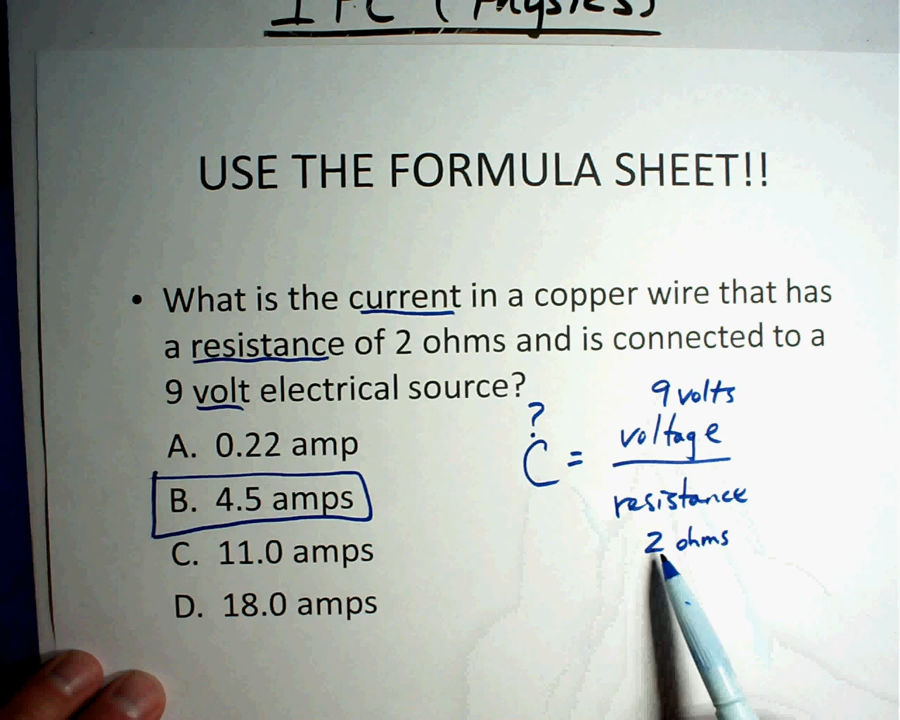 IPC (Physics)
USE THE FORMULA SHEET!!
• What is the current in a copper wire that has
a resistance of 2 ohms and is connected to a
9 volt electrical source?
A. 0.22 amp
B. 4.5 amps
C. 11.0 amps
D. 18.0 amps
9 volts
?
C = voltage
resistance
2 ohms